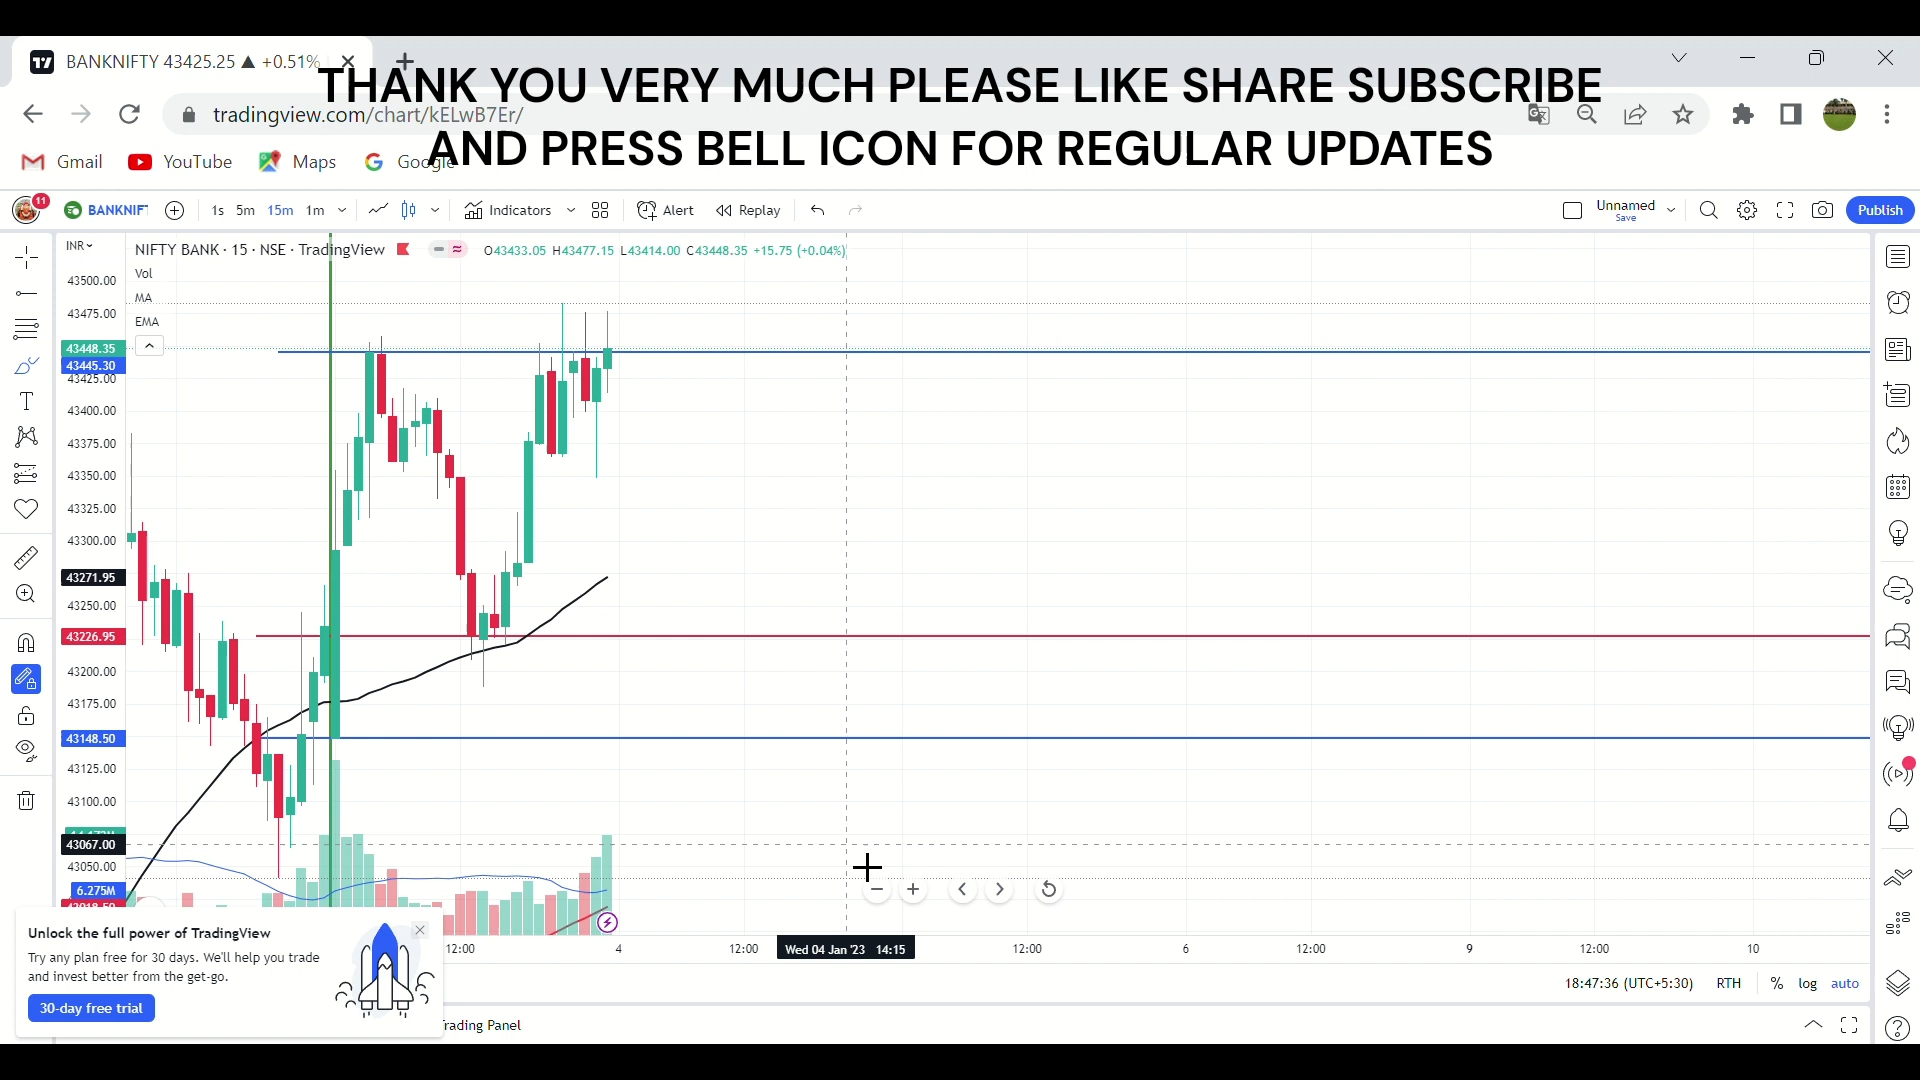 BANKNIFTY 43425.25 ▲ +0.51%
THANK YOU VERY MUCH PLEASE LIKE SHARE SUBSCRIBE
AND PRESS BELL ICON FOR REGULAR UPDATES
tradingview.com/chart/kELwB7Er/
Gmail YouTube Maps Google
11 BANKNIF 1s 5m 15m 1m Indicators Alert Replay Unnamed Save Publish
INR NIFTY BANK · 15 · NSE · TradingView O43433.05 H43477.15 L43414.00 C43448.35 +15.75 (+0.04%)
Vol
MA
EMA
43500.00
43475.00
43448.35
43445.30
43425.00
43400.00
43375.00
43350.00
43325.00
43300.00
43271.95
43250.00
43226.95
43200.00
43175.00
43148.50
43125.00
43100.00
43067.00
43050.00
6.275M
Unlock the full power of TradingView
Try any plan free for 30 days. We'll help you trade
and invest better from the get-go.
30-day free trial
12:00 4 12:00 Wed 04 Jan '23 14:15 12:00 6 12:00 9 12:00 10
18:47:36 (UTC+5:30) RTH % log auto
rading Panel